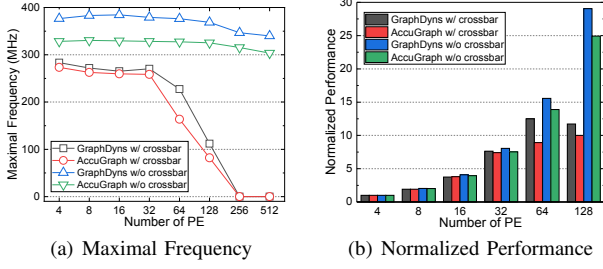 Maximal Frequency (MHz)
400
300
200
100
0
GraphDyns w/ crossbar
AccuGraph w/ crossbar
GraphDyns w/o crossbar
AccuGraph w/o crossbar
4 8 16 32 64 128 256 512
Number of PE
(a) Maximal Frequency
Normalized Performance
30
25
20
15
10
5
0
GraphDyns w/ crossbar
AccuGraph w/ crossbar
GraphDyns w/o crossbar
AccuGraph w/o crossbar
4 8 16 32 64 128
Number of PE
(b) Normalized Performance